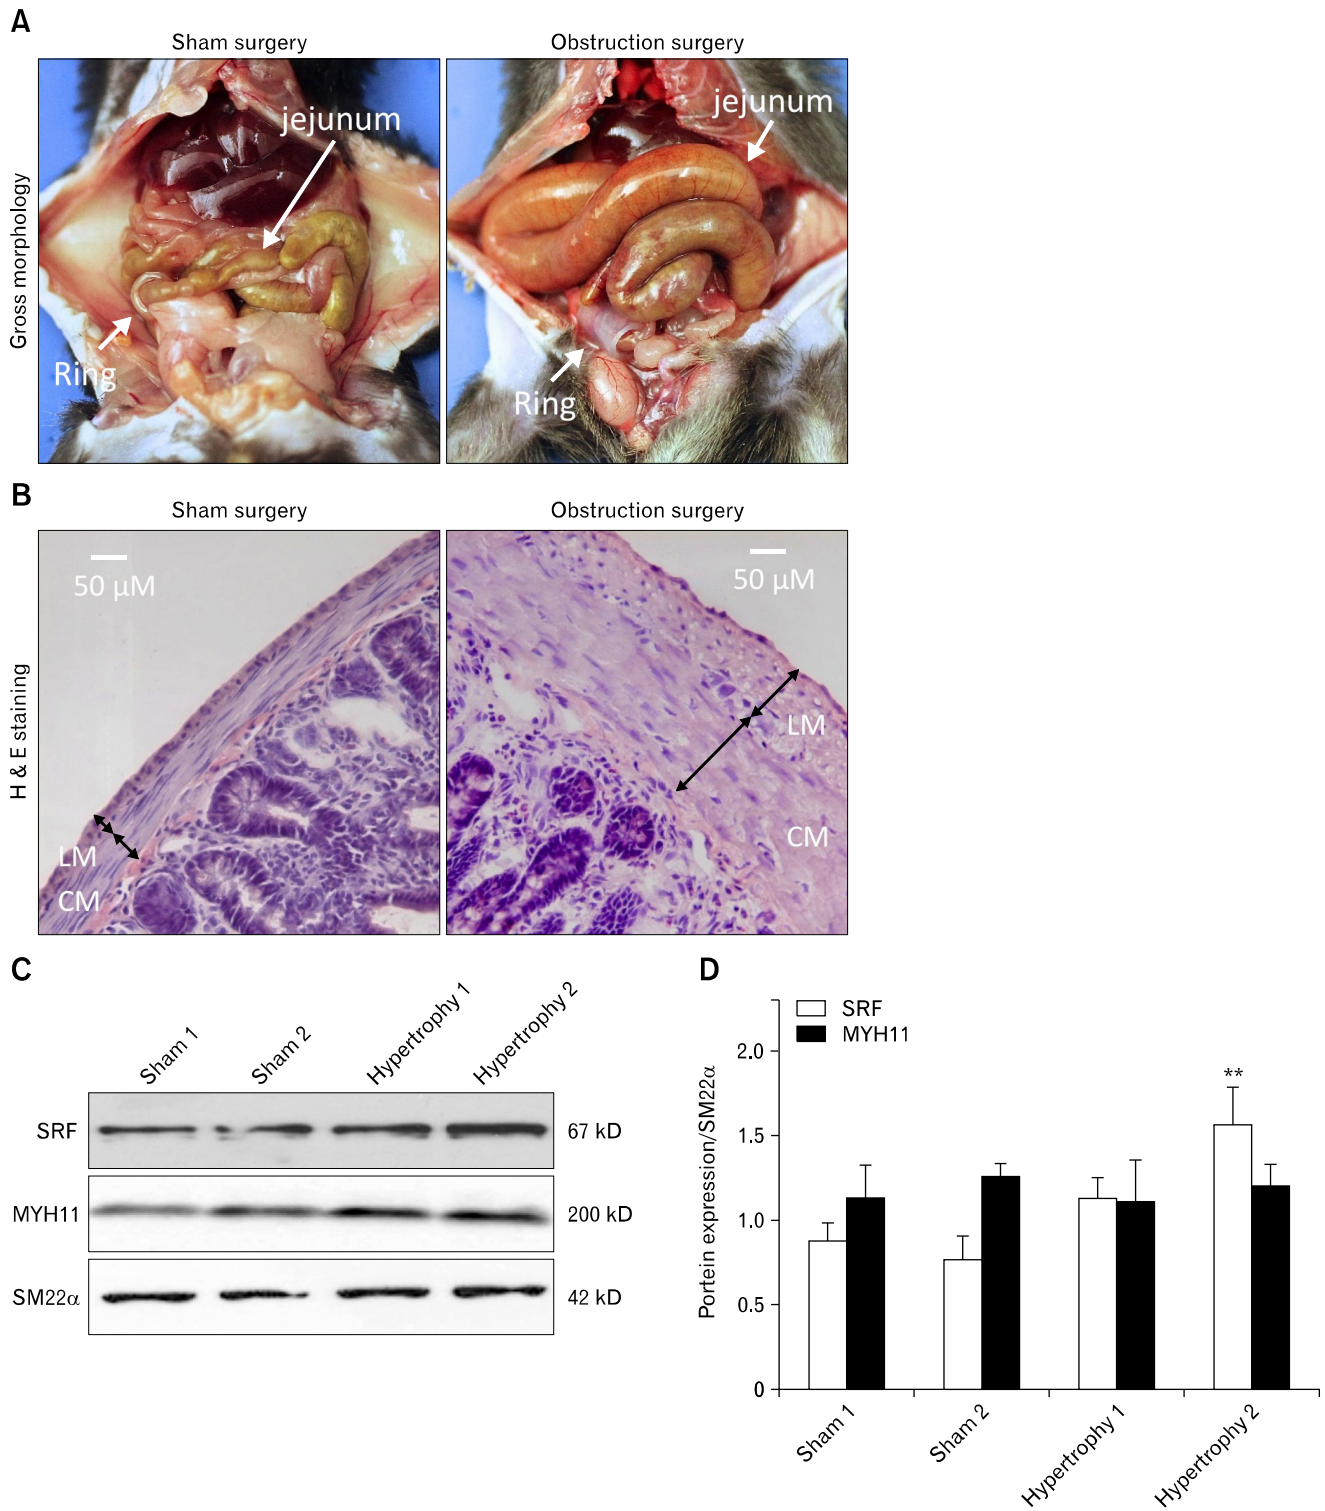 A
Sham surgery
Obstruction surgery
Gross morphology
jejunum
Ring
jejunum
Ring
B
Sham surgery
Obstruction surgery
H & E staining
50 µM
LM
CM
50 µM
LM
CM
C
Sham 1
Sham 2
Hypertrophy 1
Hypertrophy 2
SRF
67 kD
MYH11
200 kD
SM22α
42 kD
D
SRF
MYH11
Portein expression/SM22α
2.0
1.5
1.0
0.5
0
**
Sham 1
Sham 2
Hypertrophy 1
Hypertrophy 2